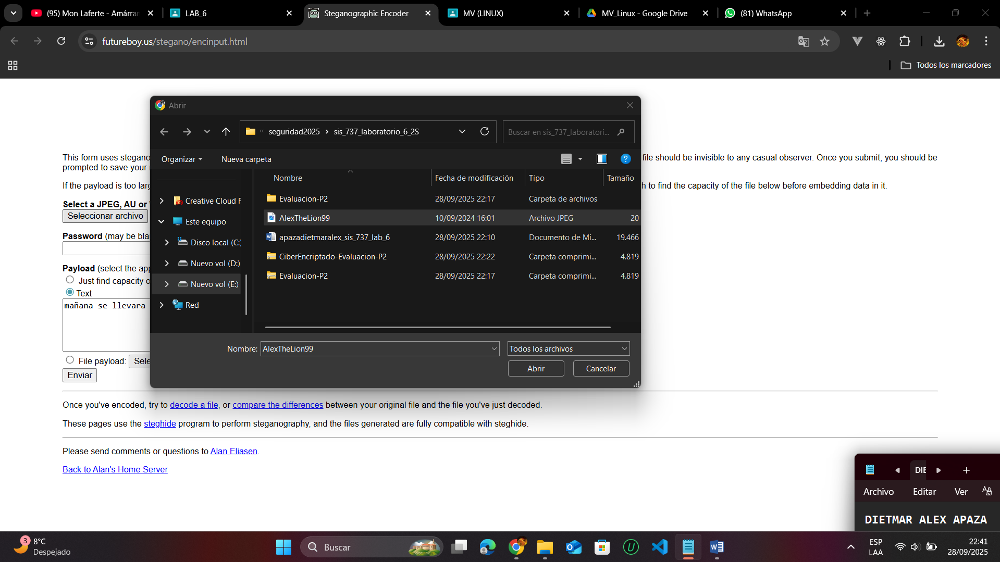 (95) Mon Laferte - Amárrar
LAB_6
Steganographic Encoder
MV (LINUX)
MV_Linux - Google Drive
(81) WhatsApp
futureboy.us/stegano/encinput.html
Todos los marcadores
Abrir
seguridad2025 › sis_737_laboratorio_6_2S
Buscar en sis_737_laboratori...
Organizar
Nueva carpeta
Nombre
Fecha de modificación
Tipo
Tamaño
Creative Cloud F
Este equipo
Disco local (C:)
Nuevo vol (D:)
Nuevo vol (E:)
Red
Evaluacion-P2 28/09/2025 22:17 Carpeta de archivos
AlexTheLion99 10/09/2024 16:01 Archivo JPEG 20
apazadietmaralex_sis_737_lab_6 28/09/2025 22:10 Documento de Mi... 19.466
CiberEncriptado-Evaluacion-P2 28/09/2025 22:22 Carpeta comprimi... 4.819
Evaluacion-P2 28/09/2025 22:17 Carpeta comprimi... 4.819
Nombre: AlexTheLion99
Todos los archivos
Abrir
Cancelar
This form uses stegano
file should be invisible to any casual observer. Once you submit, you should be
prompted to save your
If the payload is too larg
h to find the capacity of the file below before embedding data in it.
Select a JPEG, AU or
Seleccionar archivo
Password (may be bla
Payload (select the app
Just find capacity o
Text
mañana se llevara
File payload: Sele
Enviar
Once you've encoded, try to decode a file, or compare the differences between your original file and the file you've just decoded.
These pages use the steghide program to perform steganography, and the files generated are fully compatible with steghide.
Please send comments or questions to Alan Eliasen.
Back to Alan's Home Server
DIE
Archivo Editar Ver
DIETMAR ALEX APAZA
3
8°C
Despejado
Buscar
ESP
LAA
22:41
28/09/2025